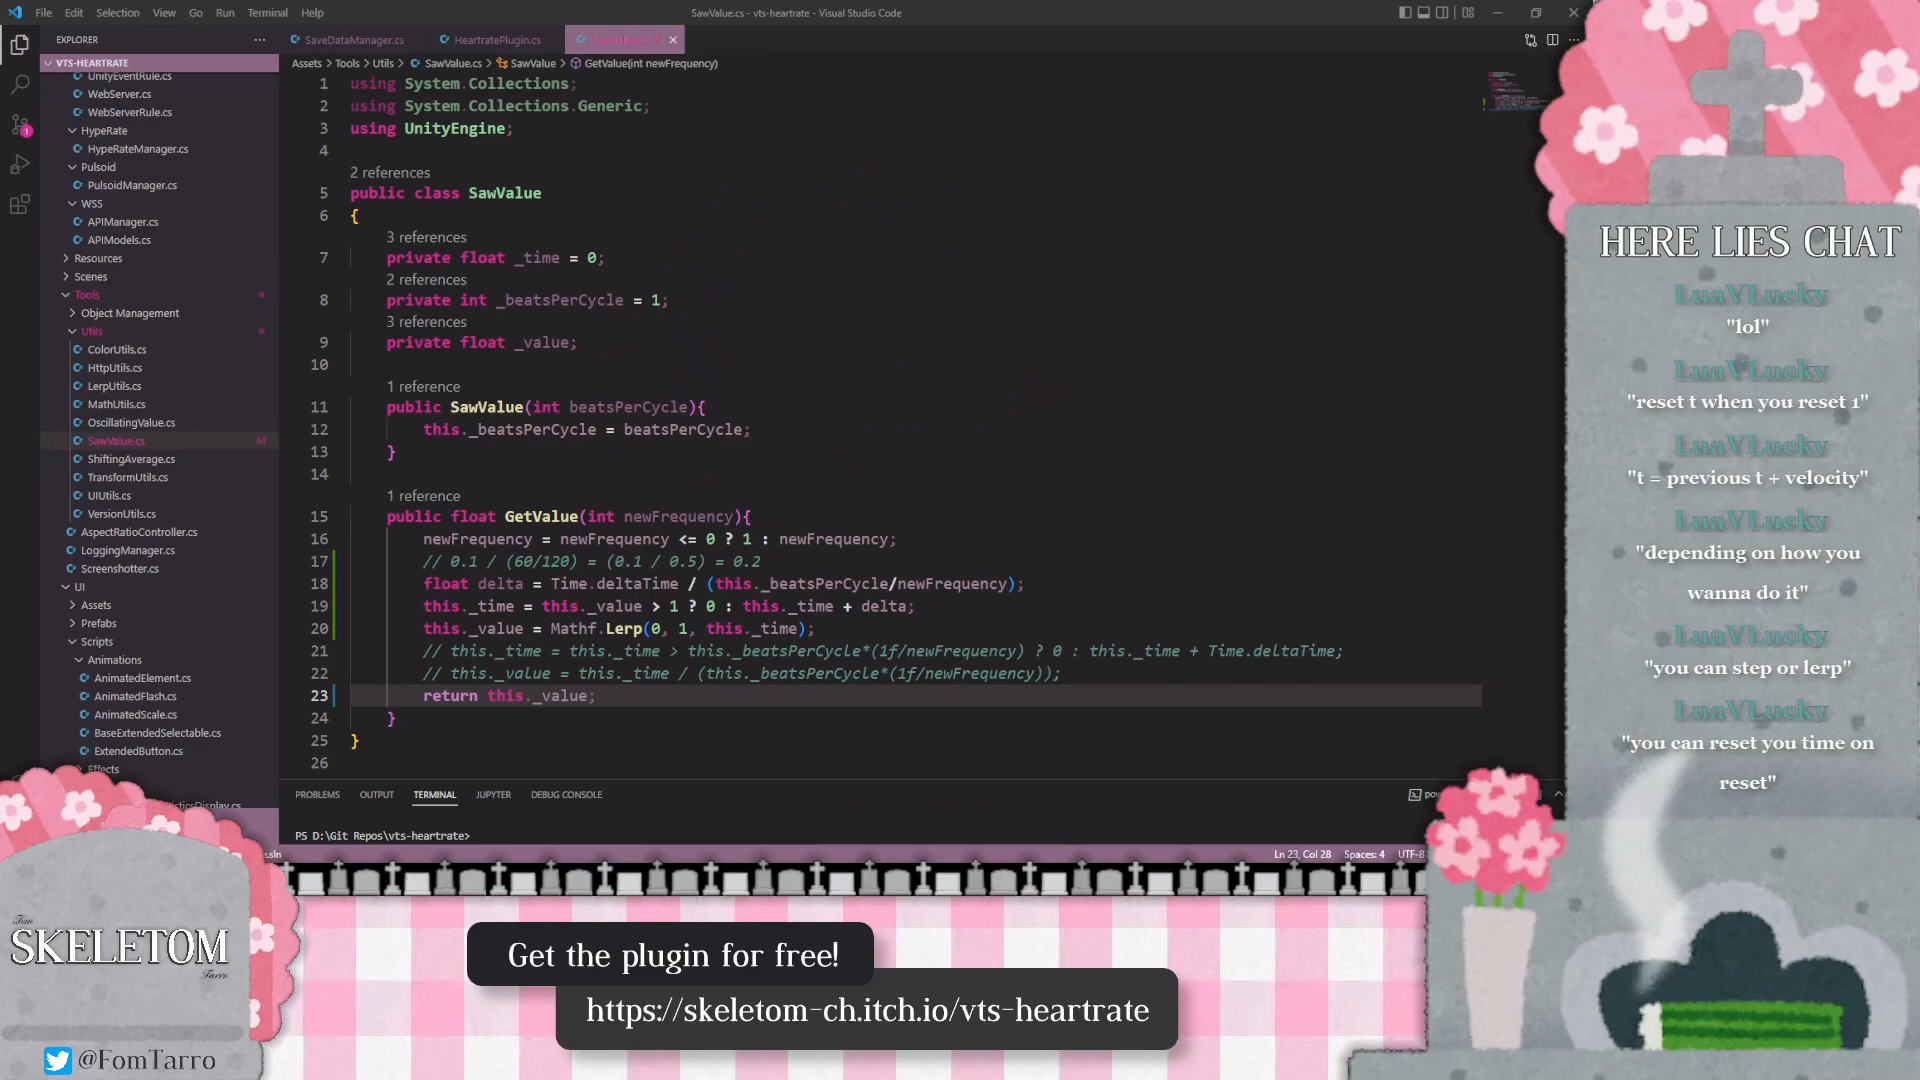 File Edit Selection View Go Run Terminal Help
SawValue.cs - vts-heartrate - Visual Studio Code
EXPLORER
VTS-HEARTRATE
UnityEventRule.cs
WebServer.cs
WebServerRule.cs
HypeRate
HypeRateManager.cs
Pulsoid
PulsoidManager.cs
WSS
APIManager.cs
APIModels.cs
Resources
Scenes
Tools
Object Management
Utils
ColorUtils.cs
HttpUtils.cs
LerpUtils.cs
MathUtils.cs
OscillatingValue.cs
SawValue.cs M
ShiftingAverage.cs
TransformUtils.cs
UIUtils.cs
VersionUtils.cs
AspectRatioController.cs
LoggingManager.cs
Screenshotter.cs
UI
Assets
Prefabs
Scripts
Animations
AnimatedElement.cs
AnimatedFlash.cs
AnimatedScale.cs
BaseExtendedSelectable.cs
ExtendedButton.cs
Effects
SaveDataManager.cs HeartratePlugin.cs SawValue.cs M
Assets > Tools > Utils > SawValue.cs > SawValue > GetValue(int newFrequency)
1 using System.Collections;
2 using System.Collections.Generic;
3 using UnityEngine;
4
2 references
5 public class SawValue
6 {
3 references
7 private float _time = 0;
2 references
8 private int _beatsPerCycle = 1;
3 references
9 private float _value;
10
1 reference
11 public SawValue(int beatsPerCycle){
12 this._beatsPerCycle = beatsPerCycle;
13 }
14
1 reference
15 public float GetValue(int newFrequency){
16 newFrequency = newFrequency <= 0 ? 1 : newFrequency;
17 // 0.1 / (60/120) = (0.1 / 0.5) = 0.2
18 float delta = Time.deltaTime / (this._beatsPerCycle/newFrequency);
19 this._time = this._value > 1 ? 0 : this._time + delta;
20 this._value = Mathf.Lerp(0, 1, this._time);
21 // this._time = this._time > this._beatsPerCycle*(1f/newFrequency) ? 0 : this._time + Time.deltaTime;
22 // this._value = this._time / (this._beatsPerCycle*(1f/newFrequency));
23 return this._value;
24 }
25 }
26
PROBLEMS OUTPUT TERMINAL JUPYTER DEBUG CONSOLE
PS D:\Git Repos\vts-heartrate>
Ln 23, Col 28 Spaces: 4 UTF-8
HERE LIES CHAT
LuaVLucky
"lol"
LuaVLucky
"reset t when you reset 1"
LuaVLucky
"t = previous t + velocity"
LuaVLucky
"depending on how you
wanna do it"
LuaVLucky
"you can step or lerp"
LuaVLucky
"you can reset you time on
reset"
Tom
SKELETOM
Tarro
@FomTarro
Get the plugin for free!
https://skeletom-ch.itch.io/vts-heartrate